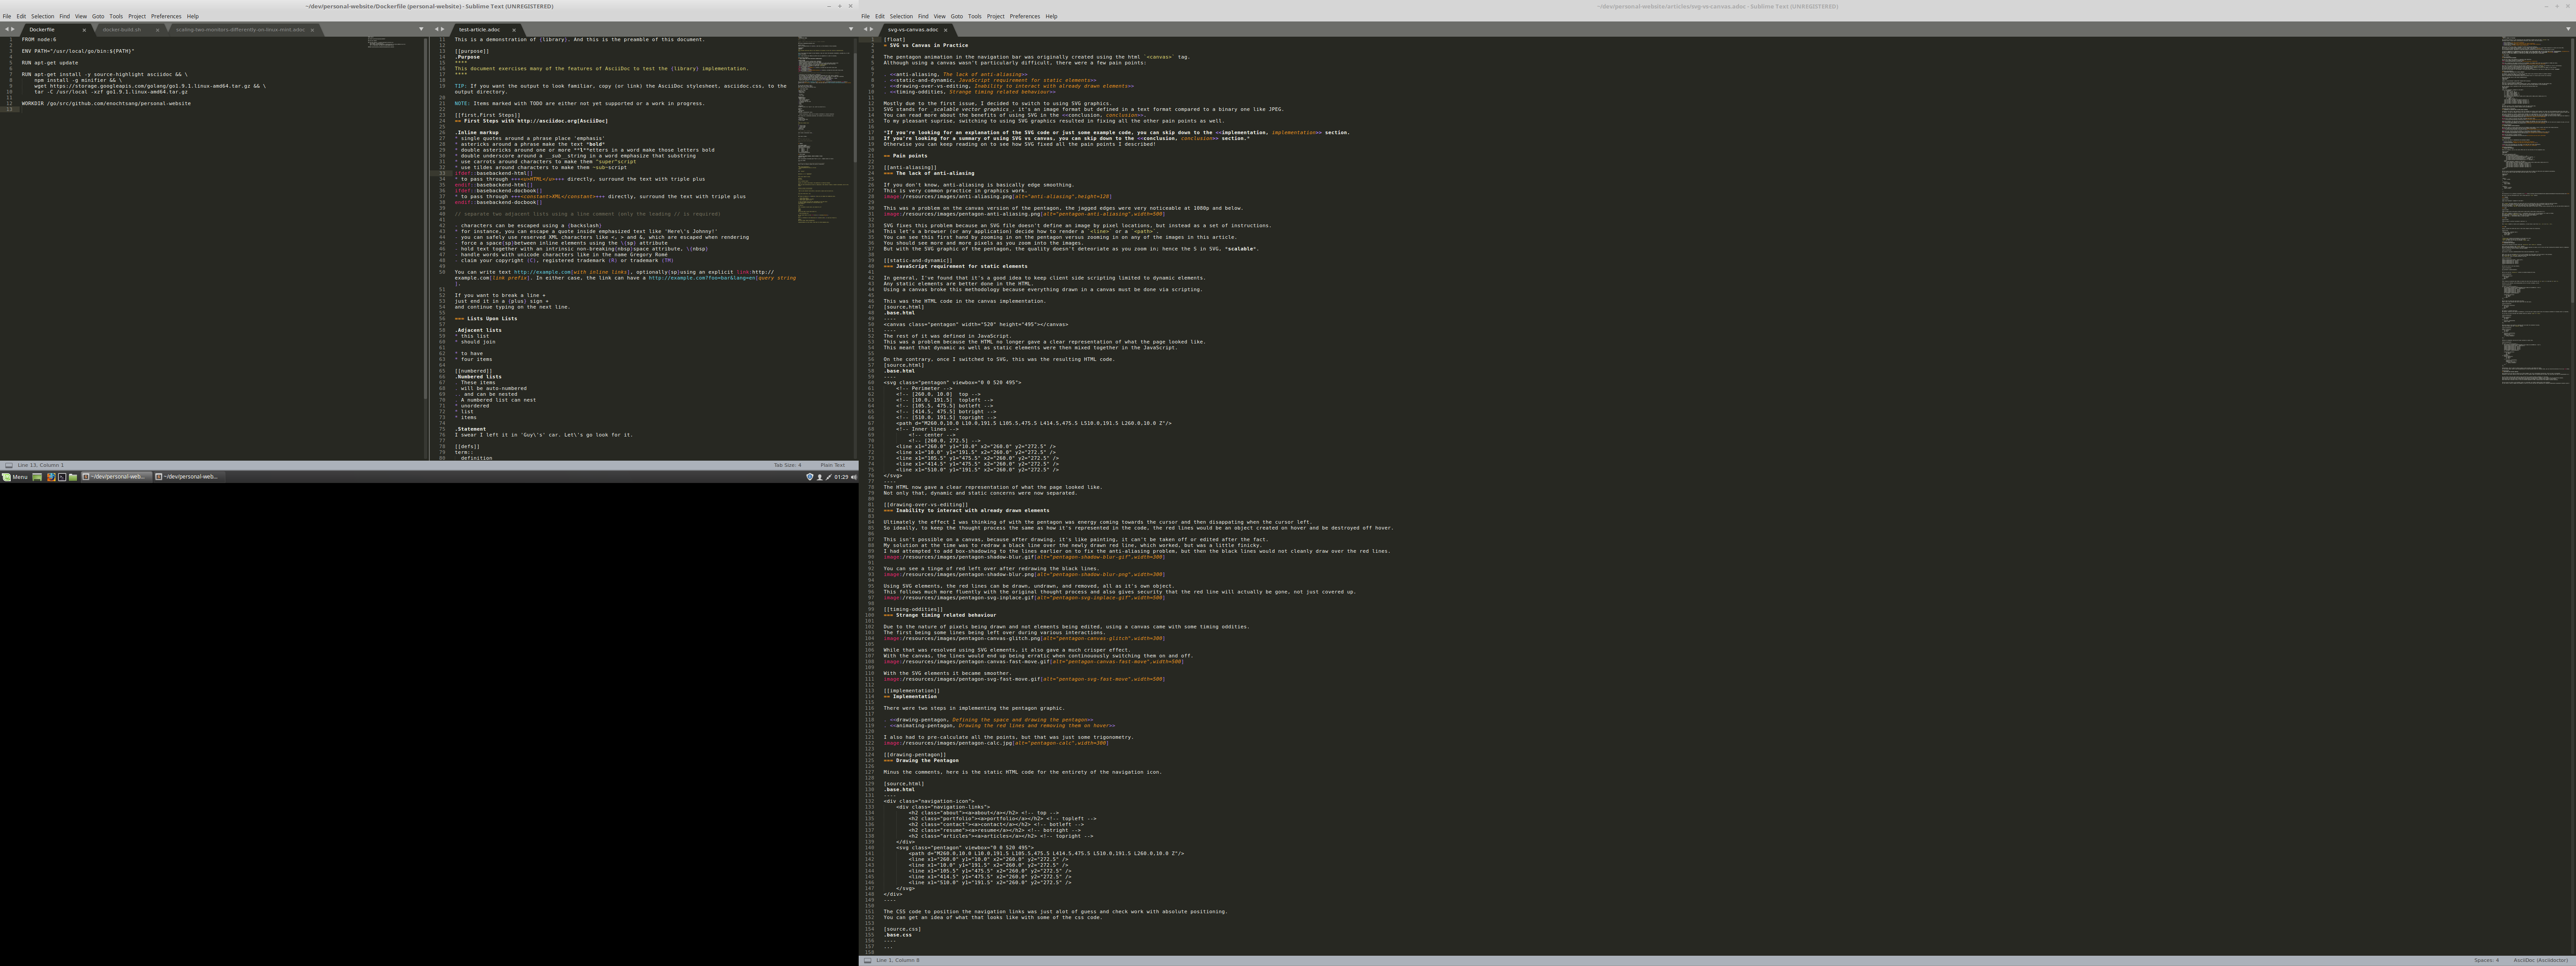 ~/dev/personal-website/Dockerfile (personal-website) - Sublime Text (UNREGISTERED)
File Edit Selection Find View Goto Tools Project Preferences Help
Dockerfile
docker-build.sh
scaling-two-monitors-differently-on-linux-mint.adoc
FROM node:6
ENV PATH="/usr/local/go/bin:${PATH}"
RUN apt-get update
RUN apt-get install -y source-highlight asciidoc && \
npm install -g minifier && \
wget https://storage.googleapis.com/golang/go1.9.1.linux-amd64.tar.gz && \
tar -C /usr/local -xzf go1.9.1.linux-amd64.tar.gz
WORKDIR /go/src/github.com/enochtsang/personal-website
test-article.adoc
This is a demonstration of {library}. And this is the preamble of this document.
[[purpose]]
.Purpose
****
This document exercises many of the features of AsciiDoc to test the {library} implementation.
****
TIP: If you want the output to look familiar, copy (or link) the AsciiDoc stylesheet, asciidoc.css, to the
output directory.
NOTE: Items marked with TODO are either not yet supported or a work in progress.
[[first,First Steps]]
== First Steps with http://asciidoc.org[AsciiDoc]
.Inline markup
* single quotes around a phrase place 'emphasis'
* astericks around a phrase make the text *bold*
* double astericks around one or more **l**etters in a word make those letters bold
* double underscore around a __sub__string in a word emphasize that substring
* use carrots around characters to make them ^super^script
* use tildes around characters to make them ~sub~script
ifdef::basebackend-html[]
* to pass through +++<u>HTML</u>+++ directly, surround the text with triple plus
endif::basebackend-html[]
ifdef::basebackend-docbook[]
* to pass through +++<constant>XML</constant>+++ directly, surround the text with triple plus
endif::basebackend-docbook[]
// separate two adjacent lists using a line comment (only the leading // is required)
- characters can be escaped using a {backslash}
* for instance, you can escape a quote inside emphasized text like 'Here\'s Johnny!'
- you can safely use reserved XML characters like <, > and &, which are escaped when rendering
- force a space{sp}between inline elements using the \{sp} attribute
- hold text together with an intrinsic non-breaking{nbsp}space attribute, \{nbsp}
- handle words with unicode characters like in the name Gregory Romé
- claim your copyright (C), registered trademark (R) or trademark (TM)
You can write text http://example.com[with inline links], optionally{sp}using an explicit link:http://
example.com[link prefix]. In either case, the link can have a http://example.com?foo=bar&lang=en[query string
].
If you want to break a line +
just end it in a {plus} sign +
and continue typing on the next line.
=== Lists Upon Lists
.Adjacent lists
* this list
* should join
* to have
* four items
[[numbered]]
.Numbered lists
. These items
. will be auto-numbered
.. and can be nested
. A numbered list can nest
* unordered
* list
* items
.Statement
I swear I left it in 'Guy\'s' car. Let\'s go look for it.
[[defs]]
term::
definition
Line 13, Column 1
Tab Size: 4
Plain Text
Menu
~/dev/personal-web...
~/dev/personal-web...
01:29
~/dev/personal-website/articles/svg-vs-canvas.adoc - Sublime Text (UNREGISTERED)
File Edit Selection Find View Goto Tools Project Preferences Help
svg-vs-canvas.adoc
[float]
= SVG vs Canvas in Practice
The pentagon animation in the navigation bar was originally created using the html `<canvas>` tag.
Although using a canvas wasn't particularly difficult, there were a few pain points:
. <<anti-aliasing, The lack of anti-aliasing>>
. <<static-and-dynamic, JavaScript requirement for static elements>>
. <<drawing-over-vs-editing, Inability to interact with already drawn elements>>
. <<timing-oddities, Strange timing related behaviour>>
Mostly due to the first issue, I decided to switch to using SVG graphics.
SVG stands for _scalable vector graphics_, it's an image format but defined in a text format compared to a binary one like JPEG.
You can read more about the benefits of using SVG in the <<conclusion, conclusion>>.
To my pleasant suprise, switching to using SVG graphics resulted in fixing all the other pain points as well.
*If you're looking for an explanation of the SVG code or just some example code, you can skip down to the <<implementation, implementation>> section.
If you're looking for a summary of using SVG vs canvas, you can skip down to the <<conclusion, conclusion>> section.*
Otherwise you can keep reading on to see how SVG fixed all the pain points I described!
== Pain points
[[anti-aliasing]]
=== The lack of anti-aliasing
If you don't know, anti-aliasing is basically edge smoothing.
This is very common practice in graphics work.
image:/resources/images/anti-aliasing.png[alt="anti-aliasing",height=128]
This was a problem on the canvas version of the pentagon, the jagged edges were very noticeable at 1080p and below.
image:/resources/images/pentagon-anti-aliasing.png[alt="pentagon-anti-aliasing",width=500]
SVG fixes this problem because an SVG file doesn't define an image by pixel locations, but instead as a set of instructions.
This let's a browser (or any application) decide how to render a `<line>` or a `<path>`.
You can see this first hand by zooming in on the pentagon versus zooming in on any of the images in this article.
You should see more and more pixels as you zoom into the images.
But with the SVG graphic of the pentagon, the quality doesn't deteoriate as you zoom in; hence the S in SVG, *scalable*.
[[static-and-dynamic]]
=== JavaScript requirement for static elements
In general, I've found that it's a good idea to keep client side scripting limited to dynamic elements.
Any static elements are better done in the HTML.
Using a canvas broke this methodology because everything drawn in a canvas must be done via scripting.
This was the HTML code in the canvas implementation.
[source,html]
.base.html
----
<canvas class="pentagon" width="520" height="495"></canvas>
----
The rest of it was defined in JavaScript.
This was a problem because the HTML no longer gave a clear representation of what the page looked like.
This meant that dynamic as well as static elements were then mixed together in the JavaScript.
On the contrary, once I switched to SVG, this was the resulting HTML code.
[source,html]
.base.html
----
<svg class="pentagon" viewbox="0 0 520 495">
<!-- Perimeter -->
<!-- [260.0, 10.0]  top -->
<!-- [10.0, 191.5]  topleft -->
<!-- [105.5, 475.5] botleft -->
<!-- [414.5, 475.5] botright -->
<!-- [510.0, 191.5] topright -->
<path d="M260.0,10.0 L10.0,191.5 L105.5,475.5 L414.5,475.5 L510.0,191.5 L260.0,10.0 Z"/>
<!-- Inner lines -->
<!-- center -->
<!-- [260.0, 272.5] -->
<line x1="260.0" y1="10.0" x2="260.0" y2="272.5" />
<line x1="10.0" y1="191.5" x2="260.0" y2="272.5" />
<line x1="105.5" y1="475.5" x2="260.0" y2="272.5" />
<line x1="414.5" y1="475.5" x2="260.0" y2="272.5" />
<line x1="510.0" y1="191.5" x2="260.0" y2="272.5" />
</svg>
----
The HTML now gave a clear representation of what the page looked like.
Not only that, dynamic and static concerns were now separated.
[[drawing-over-vs-editing]]
=== Inability to interact with already drawn elements
Ultimately the effect I was thinking of with the pentagon was energy coming towards the cursor and then disappating when the cursor left.
So ideally, to keep the thought process the same as how it's represented in the code, the red lines would be an object created on hover and be destroyed off hover.
This isn't possible on a canvas, because after drawing, it's like painting, it can't be taken off or edited after the fact.
My solution at the time was to redraw a black line over the newly drawn red line, which worked, but was a little finicky.
I had attempted to add box-shadowing to the lines earlier on to fix the anti-aliasing problem, but then the black lines would not cleanly draw over the red lines.
image:/resources/images/pentagon-shadow-blur.gif[alt="pentagon-shadow-blur-gif",width=300]
You can see a tinge of red left over after redrawing the black lines.
image:/resources/images/pentagon-shadow-blur.png[alt="pentagon-shadow-blur-png",width=300]
Using SVG elements, the red lines can be drawn, undrawn, and removed, all as it's own object.
This follows much more fluently with the original thought process and also gives security that the red line will actually be gone, not just covered up.
image:/resources/images/pentagon-svg-inplace.gif[alt="pentagon-svg-inplace-gif",width=500]
[[timing-oddities]]
=== Strange timing related behaviour
Due to the nature of pixels being drawn and not elements being edited, using a canvas came with some timing oddities.
The first being some lines being left over during various interactions.
image:/resources/images/pentagon-canvas-glitch.png[alt="pentagon-canvas-glitch",width=300]
While that was resolved using SVG elements, it also gave a much crisper effect.
With the canvas, the lines would end up being erratic when continouously switching them on and off.
image:/resources/images/pentagon-canvas-fast-move.gif[alt="pentagon-canvas-fast-move",width=500]
With the SVG elements it became smoother.
image:/resources/images/pentagon-svg-fast-move.gif[alt="pentagon-svg-fast-move",width=500]
[[implementation]]
== Implementation
There were two steps in implementing the pentagon graphic.
. <<drawing-pentagon, Defining the space and drawing the pentagon>>
. <<animating-pentagon, Drawing the red lines and removing them on hover>>
I also had to pre-calculate all the points, but that was just some trigonometry.
image:/resources/images/pentagon-calc.jpg[alt="pentagon-calc",width=300]
[[drawing-pentagon]]
=== Drawing the Pentagon
Minus the comments, here is the static HTML code for the entirety of the navigation icon.
[source,html]
.base.html
----
<div class="navigation-icon">
<div class="navigation-links">
<h2 class="about"><a>about</a></h2> <!-- top -->
<h2 class="portfolio"><a>portfolio</a></h2> <!-- topleft -->
<h2 class="contact"><a>contact</a></h2> <!-- botleft -->
<h2 class="resume"><a>resume</a></h2> <!-- botright -->
<h2 class="articles"><a>articles</a></h2> <!-- topright -->
</div>
<svg class="pentagon" viewbox="0 0 520 495">
<path d="M260.0,10.0 L10.0,191.5 L105.5,475.5 L414.5,475.5 L510.0,191.5 L260.0,10.0 Z"/>
<line x1="260.0" y1="10.0" x2="260.0" y2="272.5" />
<line x1="10.0" y1="191.5" x2="260.0" y2="272.5" />
<line x1="105.5" y1="475.5" x2="260.0" y2="272.5" />
<line x1="414.5" y1="475.5" x2="260.0" y2="272.5" />
<line x1="510.0" y1="191.5" x2="260.0" y2="272.5" />
</svg>
</div>
----
The CSS code to position the navigation links was just alot of guess and check work with absolute positioning.
You can get an idea of what that looks like with some of the css code.
[source,css]
.base.css
----
...
Line 1, Column 8
Spaces: 4
AsciiDoc (Asciidoctor)